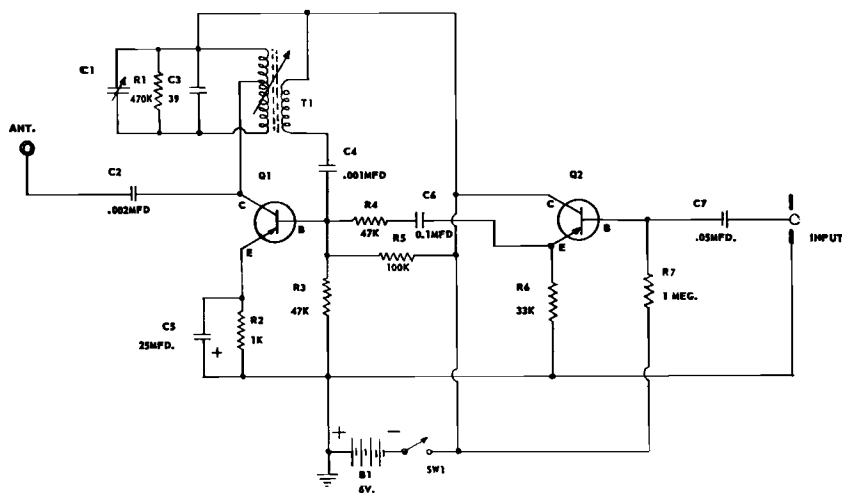 C1
R1
470K
C3
39
T1
ANT.
C2
.002MFD
Q1
C
B
E
C4
.001MFD
R4
47K
C6
0.1MFD
R5
100K
Q2
C
B
E
C7
.05MFD.
INPUT
R3
47K
R6
33K
R7
1 MEG.
C5
25MFD.
+
R2
1K
+
−
B1
6V.
SW1